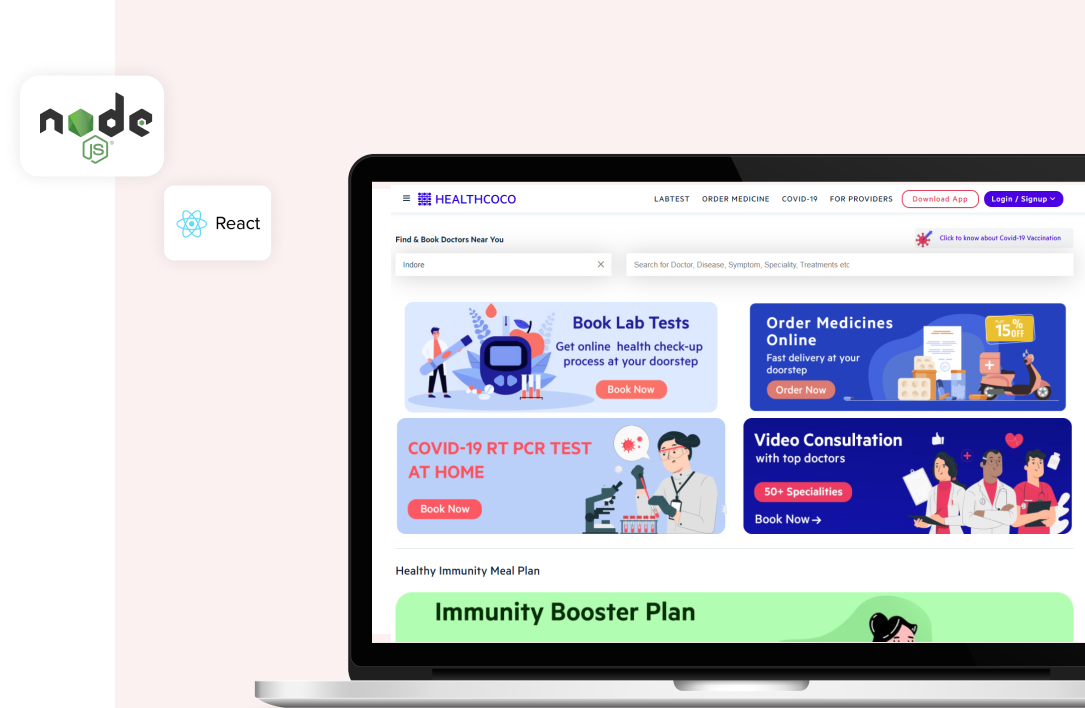 node
JS
React
HEALTHCOCO
LABTEST ORDER MEDICINE COVID-19 FOR PROVIDERS Download App Login / Signup
Find & Book Doctors Near You
Click to know about Covid-19 Vaccination
Indore
Search for Doctor, Disease, Symptom, Speciality, Treatments etc
Book Lab Tests
Get online health check-up
process at your doorstep
Book Now
Order Medicines
Online
Fast delivery at your
doorstep
Order Now
15% OFF
COVID-19 RT PCR TEST
AT HOME
Book Now
Video Consultation
with top doctors
50+ Specialities
Book Now →
Healthy Immunity Meal Plan
Immunity Booster Plan